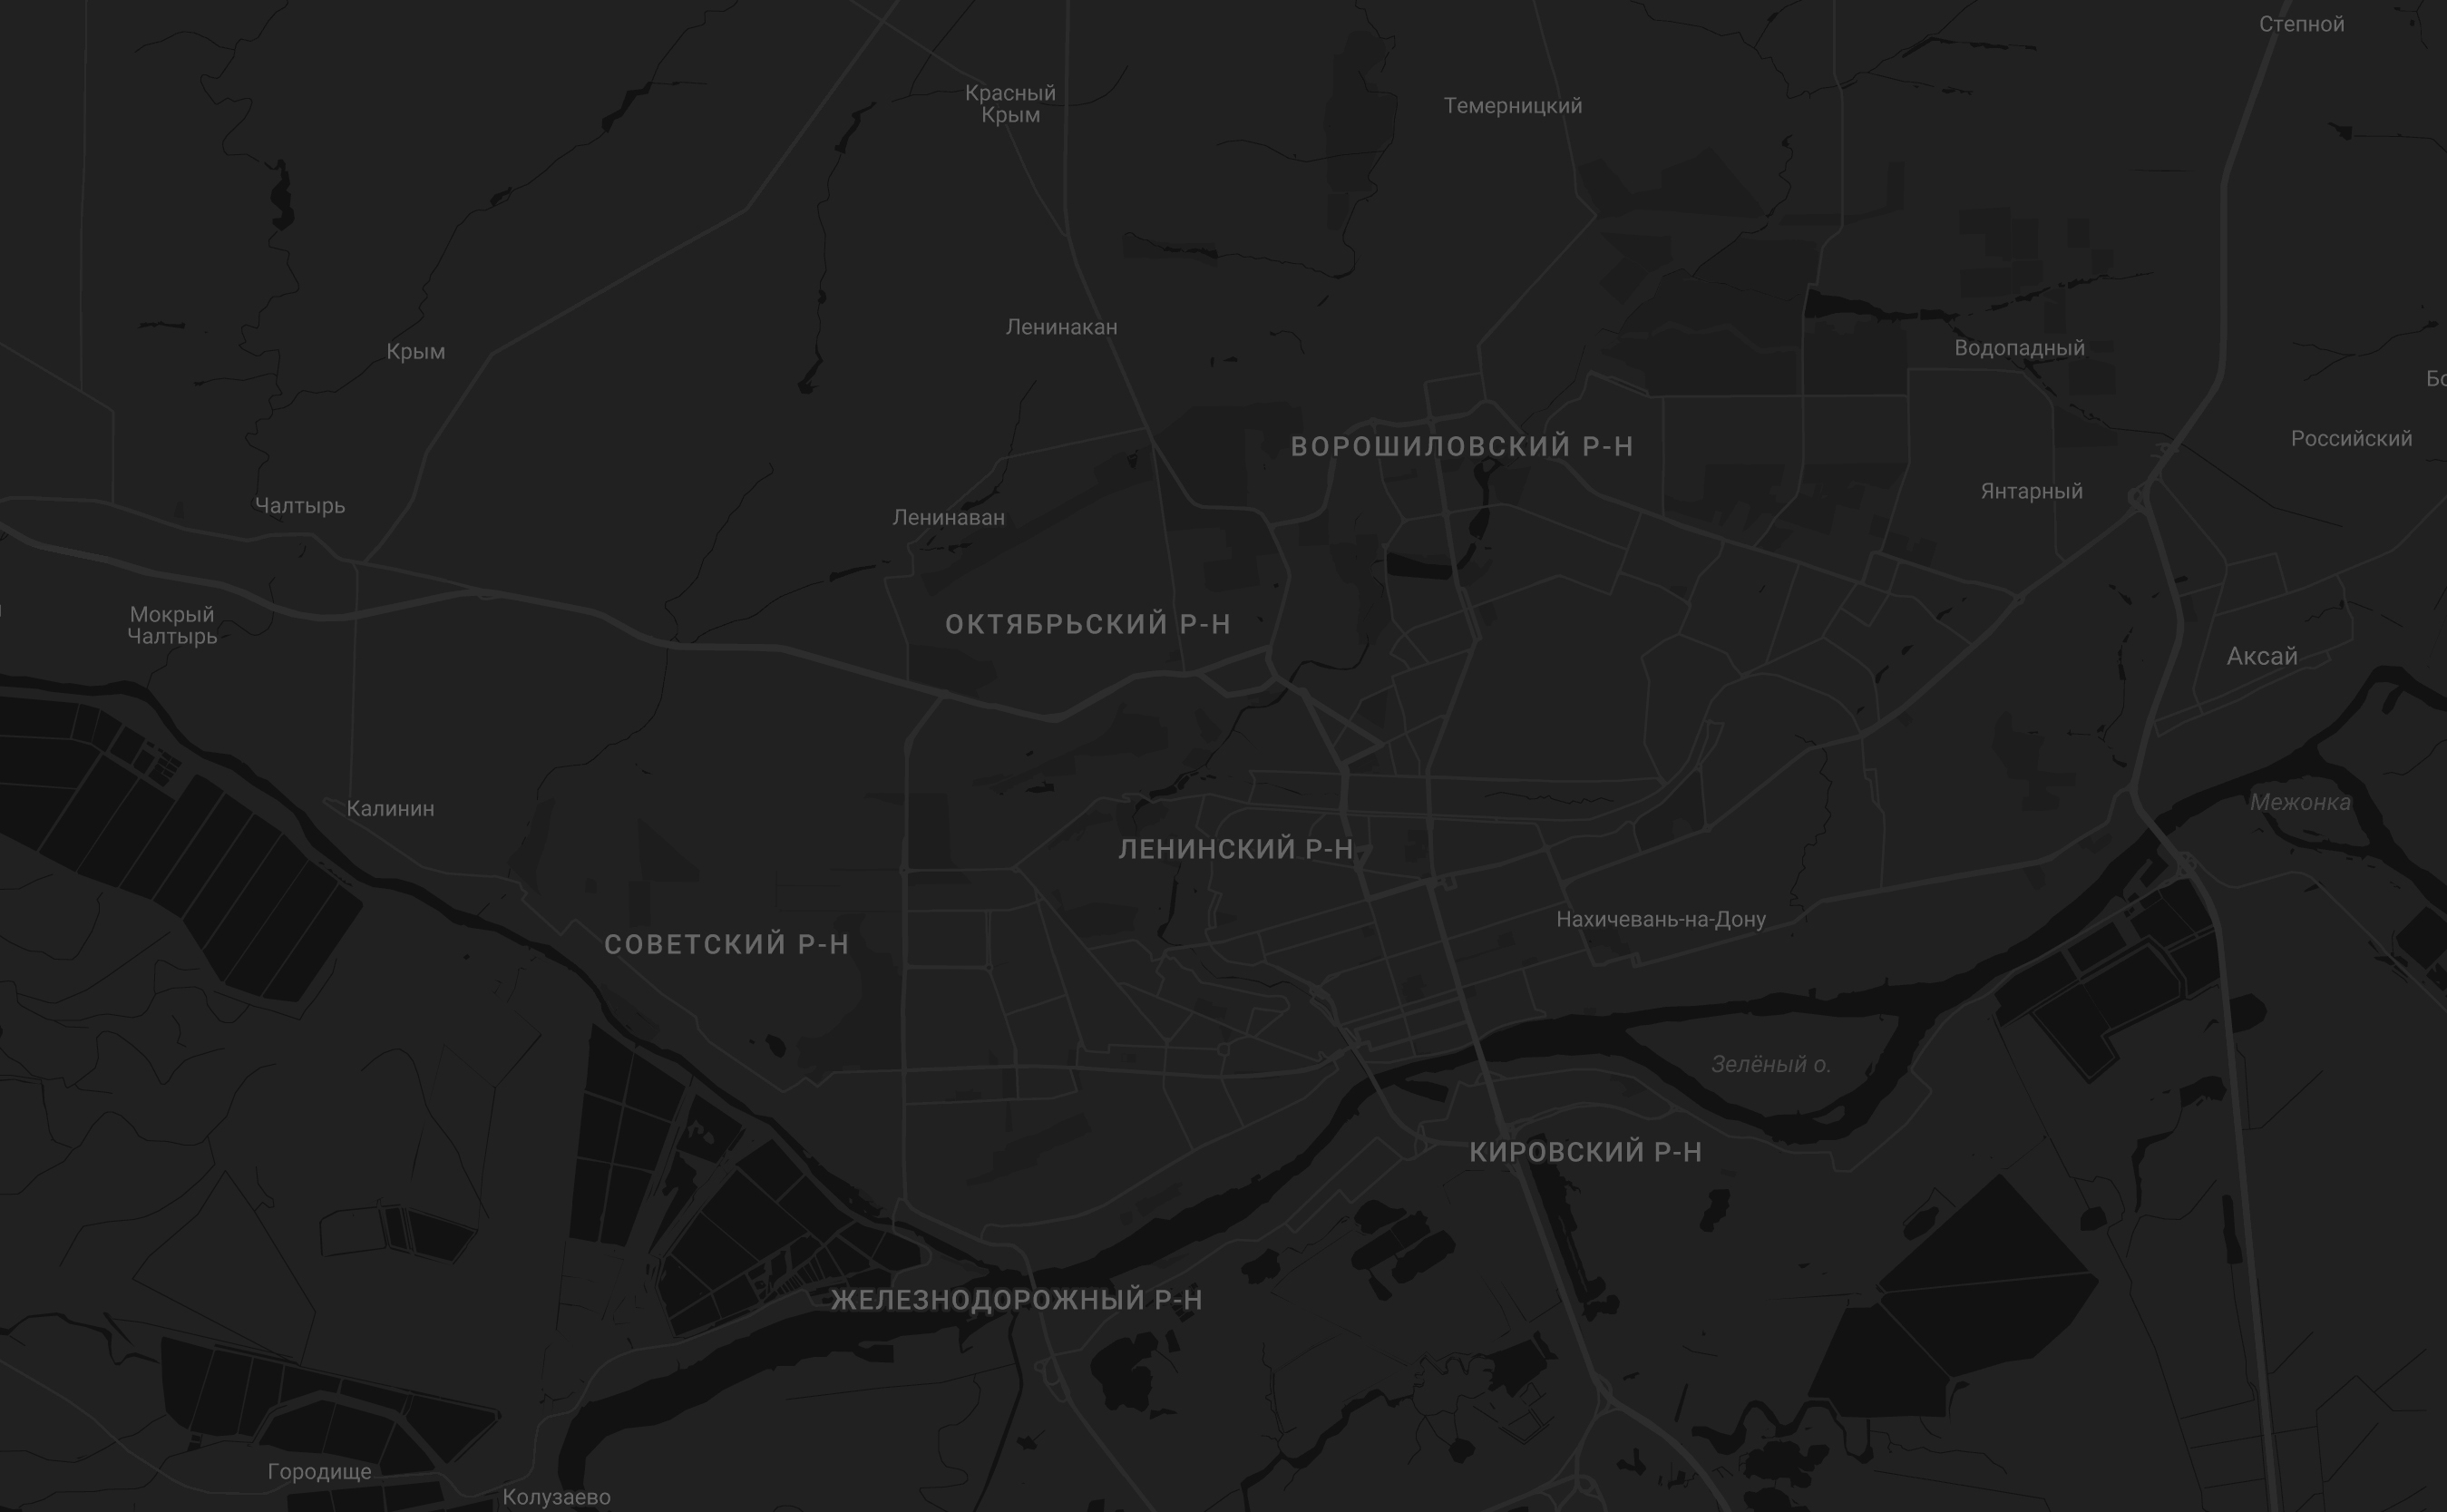 Степной
Красный
Крым
Темерницкий
Ленинакан
Крым
Водопадный
Российский
ВОРОШИЛОВСКИЙ Р-Н
Янтарный
Чалтырь
Ленинаван
Мокрый
Чалтырь
ОКТЯБРЬСКИЙ Р-Н
Аксай
Калинин
Межонка
ЛЕНИНСКИЙ Р-Н
Нахичевань-на-Дону
СОВЕТСКИЙ Р-Н
Зелёный о.
КИРОВСКИЙ Р-Н
ЖЕЛЕЗНОДОРОЖНЫЙ Р-Н
Городище
Колузаево